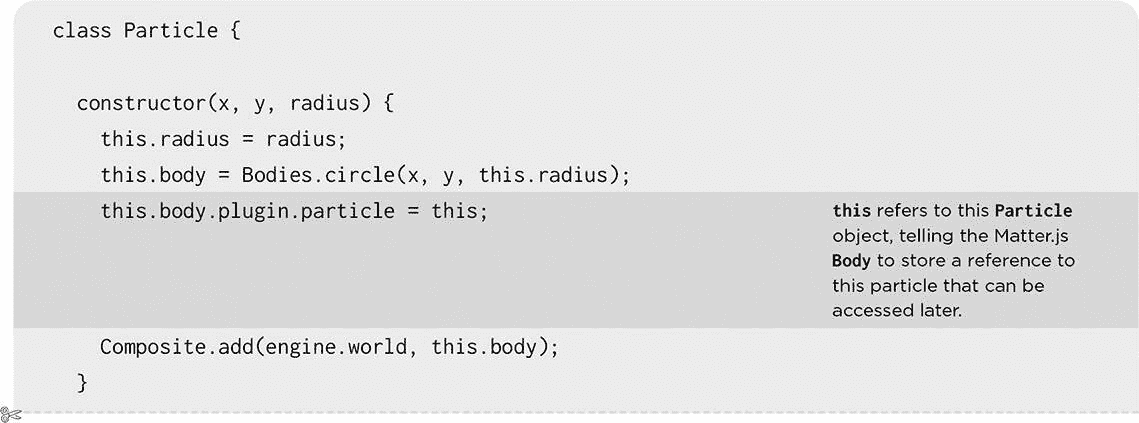 class Particle {
constructor(x, y, radius) {
this.radius = radius;
this.body = Bodies.circle(x, y, this.radius);
this.body.plugin.particle = this;
this refers to this Particle
object, telling the Matter.js
Body to store a reference to
this particle that can be
accessed later.
Composite.add(engine.world, this.body);
}